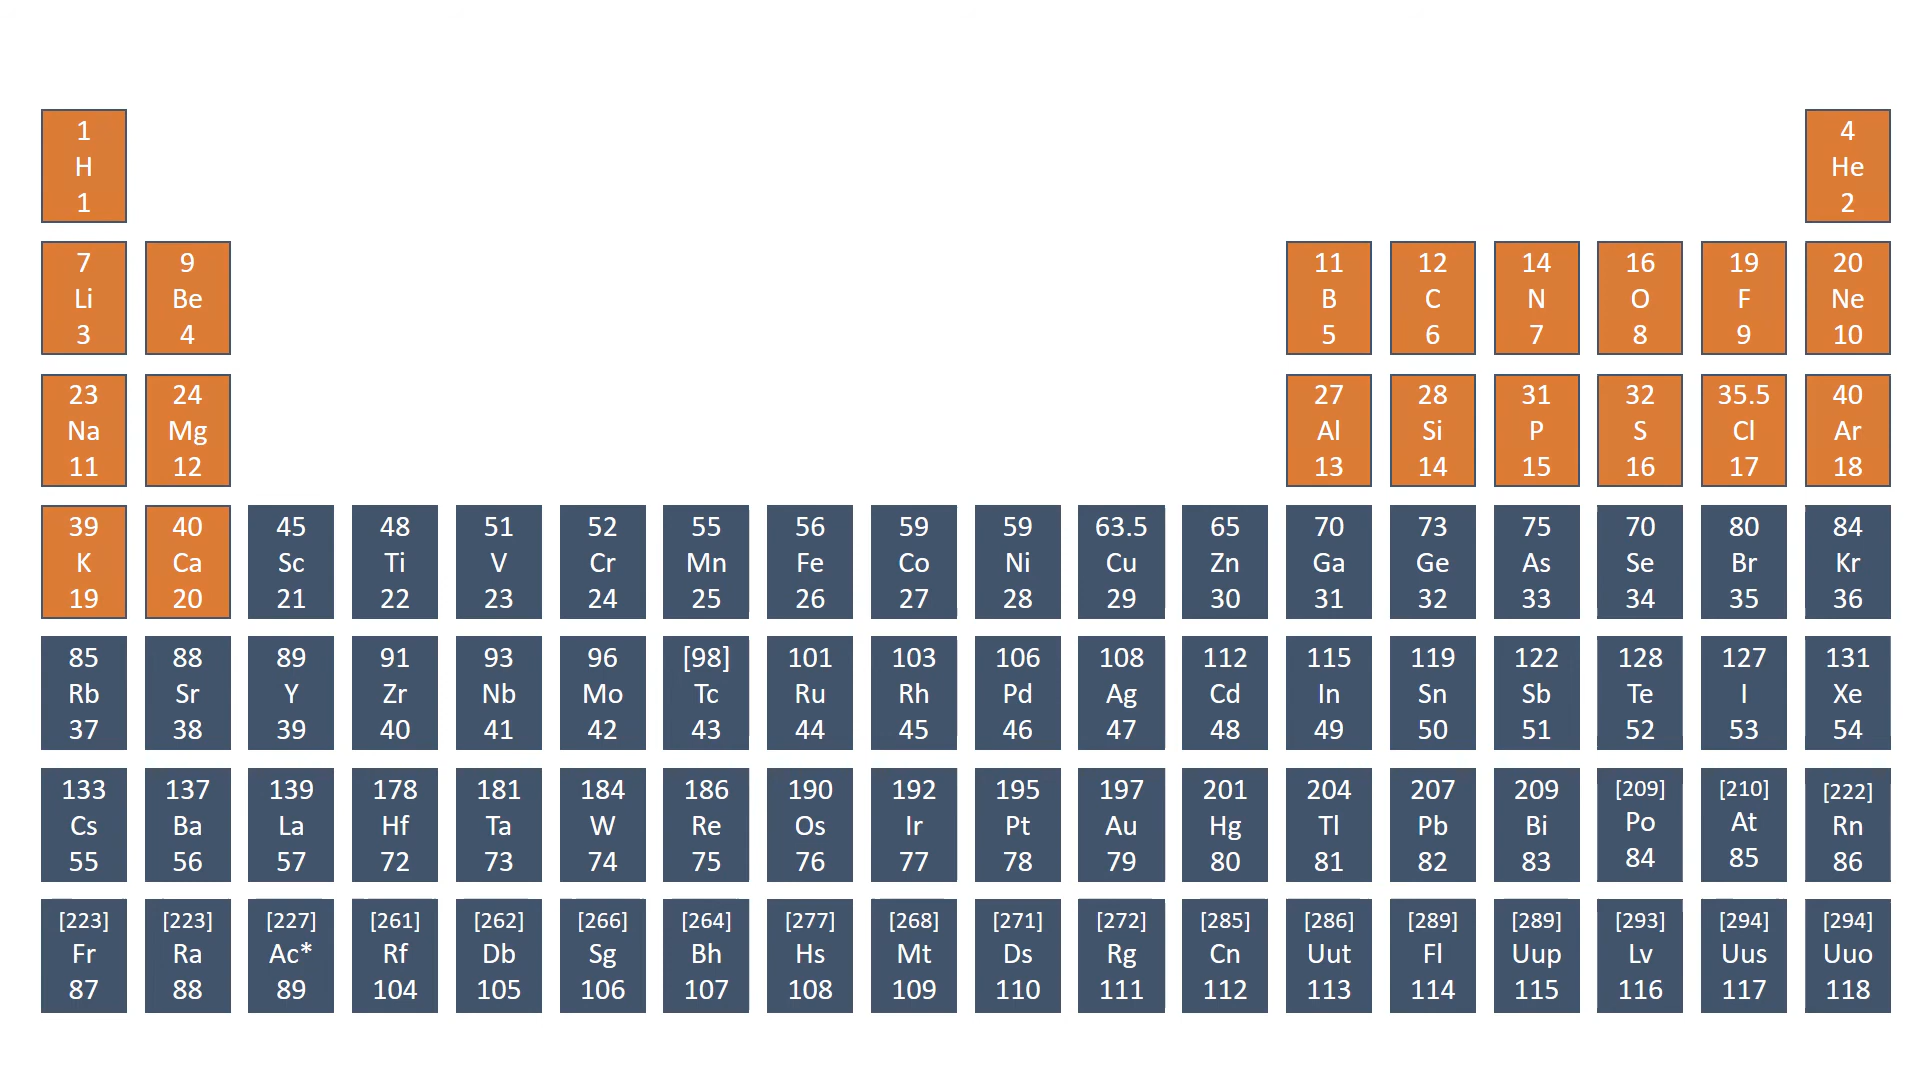 1 4
H He
1 2
7 9 11 12 14 16 19 20
Li Be B C N O F Ne
3 4 5 6 7 8 9 10
23 24 27 28 31 32 35.5 40
Na Mg Al Si P S Cl Ar
11 12 13 14 15 16 17 18
39 40 45 48 51 52 55 56 59 59 63.5 65 70 73 75 70 80 84
K Ca Sc Ti V Cr Mn Fe Co Ni Cu Zn Ga Ge As Se Br Kr
19 20 21 22 23 24 25 26 27 28 29 30 31 32 33 34 35 36
85 88 89 91 93 96 [98] 101 103 106 108 112 115 119 122 128 127 131
Rb Sr Y Zr Nb Mo Tc Ru Rh Pd Ag Cd In Sn Sb Te I Xe
37 38 39 40 41 42 43 44 45 46 47 48 49 50 51 52 53 54
133 137 139 178 181 184 186 190 192 195 197 201 204 207 209 [209] [210] [222]
Cs Ba La Hf Ta W Re Os Ir Pt Au Hg Tl Pb Bi Po At Rn
55 56 57 72 73 74 75 76 77 78 79 80 81 82 83 84 85 86
[223] [223] [227] [261] [262] [266] [264] [277] [268] [271] [272] [285] [286] [289] [289] [293] [294] [294]
Fr Ra Ac* Rf Db Sg Bh Hs Mt Ds Rg Cn Uut Fl Uup Lv Uus Uuo
87 88 89 104 105 106 107 108 109 110 111 112 113 114 115 116 117 118